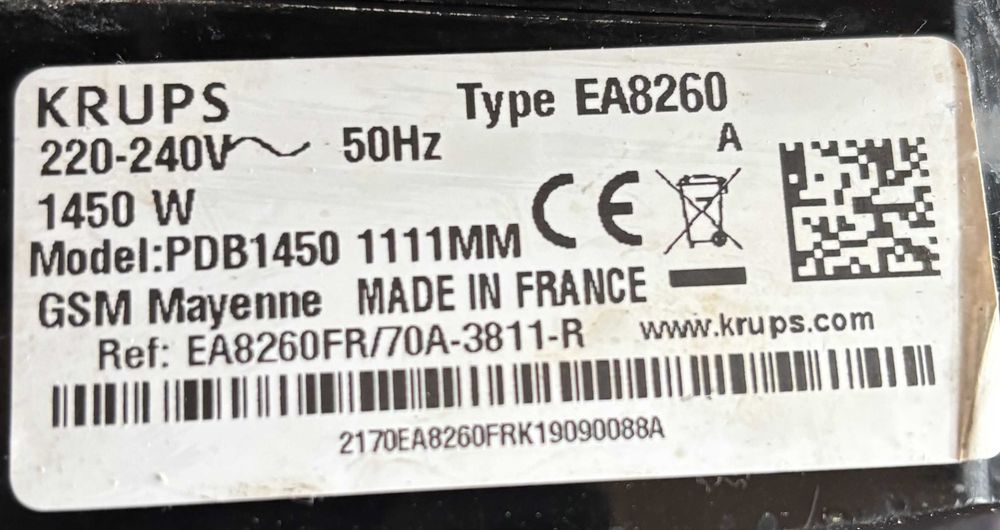 KRUPS
Type EA8260
220-240V 50Hz
A
1450 W
Model:PDB1450 1111MM
CE
GSM Mayenne MADE IN FRANCE
Ref: EA8260FR/70A-3811-R
www.krups.com
2170EA8260FRK19090088A